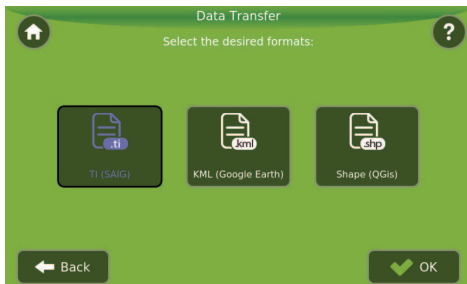 Data Transfer
?
Select the desired formats:
.ti
.kml
.shp
TI (SAIG)
KML (Google Earth)
Shape (QGis)
Back
OK